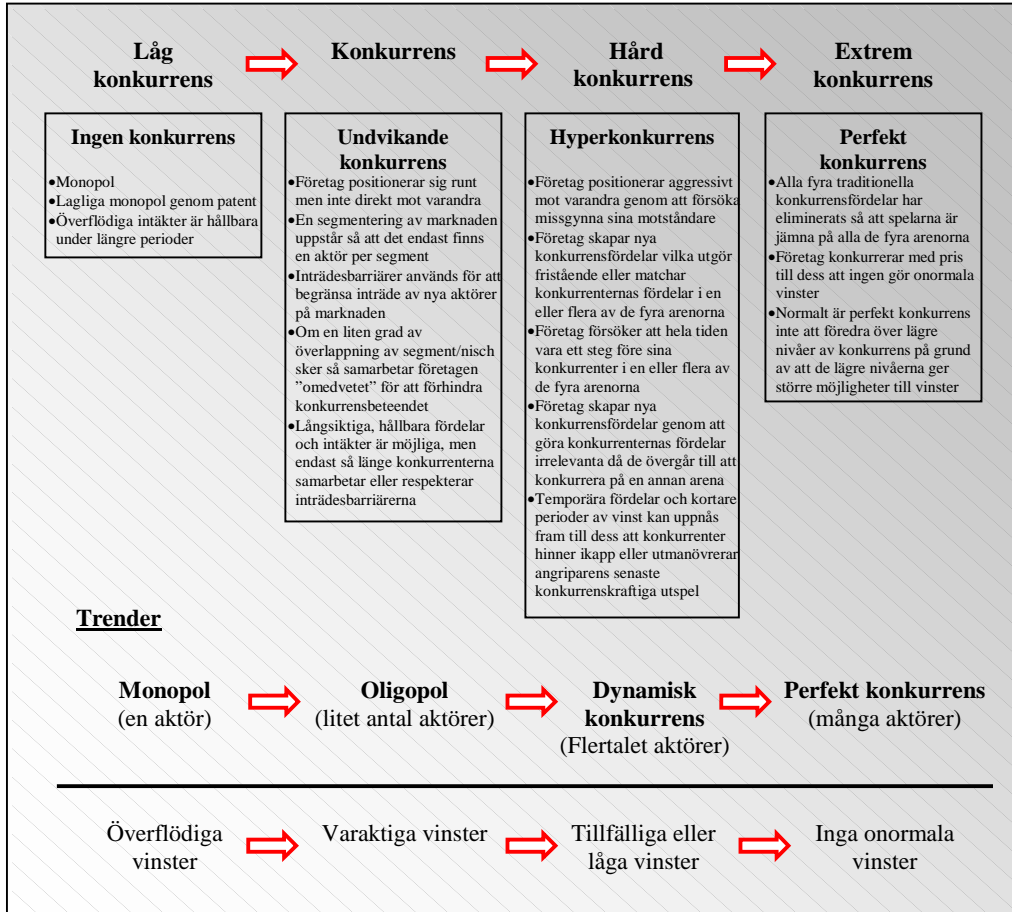 Låg
konkurrens
Konkurrens
Hård
konkurrens
Extrem
konkurrens
Ingen konkurrens
•Monopol
•Lagliga monopol genom patent
•Överflödiga intäkter är hållbara
under längre perioder
Undvikande
konkurrens
•Företag positionerar sig runt
men inte direkt mot varandra
•En segmentering av marknaden
uppstår så att det endast finns
en aktör per segment
•Inträdesbarriärer används för att
begränsa inträde av nya aktörer
på marknaden
•Om en liten grad av
överlappning av segment/nisch
sker så samarbetar företagen
”omedvetet” för att förhindra
konkurrensbeteendet
•Långsiktiga, hållbara fördelar
och intäkter är möjliga, men
endast så länge konkurrenterna
samarbetar eller respekterar
inträdesbarriärerna
Hyperkonkurrens
•Företag positionerar aggressivt
mot varandra genom att försöka
missgynna sina motståndare
•Företag skapar nya
konkurrensfördelar vilka utgör
fristående eller matchar
konkurrenternas fördelar i en
eller flera av de fyra arenorna
•Företag försöker att hela tiden
vara ett steg före sina
konkurrenter i en eller flera av
de fyra arenorna
•Företag skapar nya
konkurrensfördelar genom att
göra konkurrenternas fördelar
irrelevanta då de övergår till att
konkurrera på en annan arena
•Temporära fördelar och kortare
perioder av vinst kan uppnås
fram till dess att konkurrenter
hinner ikapp eller utmanövrerar
angriparens senaste
konkurrenskraftiga utspel
Perfekt
konkurrens
•Alla fyra traditionella
konkurrensfördelar har
eliminerats så att spelarna är
jämna på alla de fyra arenorna
•Företag konkurrerar med pris
till dess att ingen gör onormala
vinster
•Normalt är perfekt konkurrens
inte att föredra över lägre
nivåer av konkurrens på grund
av att de lägre nivåerna ger
större möjligheter till vinster
Trender
Monopol
(en aktör)
Oligopol
(litet antal aktörer)
Dynamisk
konkurrens
(Flertalet aktörer)
Perfekt konkurrens
(många aktörer)
Överflödiga
vinster
Varaktiga vinster
Tillfälliga eller
låga vinster
Inga onormala
vinster